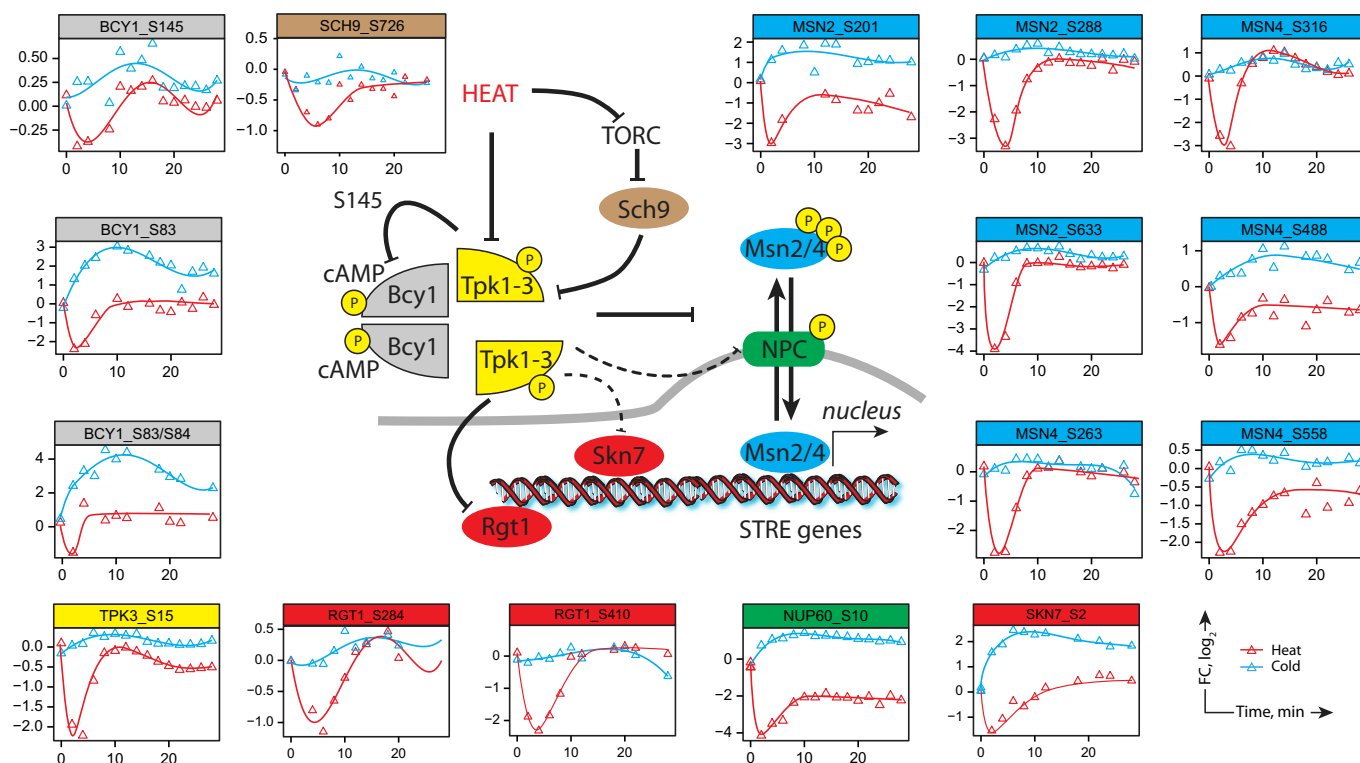 BCY1_S145
0.50
0.25
0.00
−0.25
0 10 20
SCH9_S726
0.5
0.0
−0.5
−1.0
0 20
MSN2_S201
2
1
0
−1
−2
−3
0 10 20
MSN2_S288
1
0
−1
−2
−3
0 10 20
MSN4_S316
1
0
−1
−2
−3
0 10 20
HEAT
TORC
S145
Sch9
BCY1_S83
3
2
1
0
−1
−2
0 10 20
cAMP
P
Bcy1
P
Tpk1-3
P
Bcy1
cAMP
Tpk1-3
P
P
P
P
Msn2/4
P
NPC
nucleus
MSN2_S633
1
0
−1
−2
−3
−4
0 10 20
MSN4_S488
1
0
−1
0 10 20
BCY1_S83/S84
4
2
0
0 10 20
Skn7
Msn2/4
Rgt1
STRE genes
MSN4_S263
0
−2
0 10 20
MSN4_S558
0.5
0.0
−0.5
−1.0
−1.5
−2.0
0 10 20
TPK3_S15
0.0
−0.5
−1.0
−1.5
−2.0
0 10 20
RGT1_S284
0.5
0.0
−0.5
−1.0
0 20
RGT1_S410
0
−1
−2
0 20
NUP60_S10
0
−2
−4
0 10 20
SKN7_S2
2
1
0
−1
0 10 20
FC, log2
Heat
Cold
Time, min